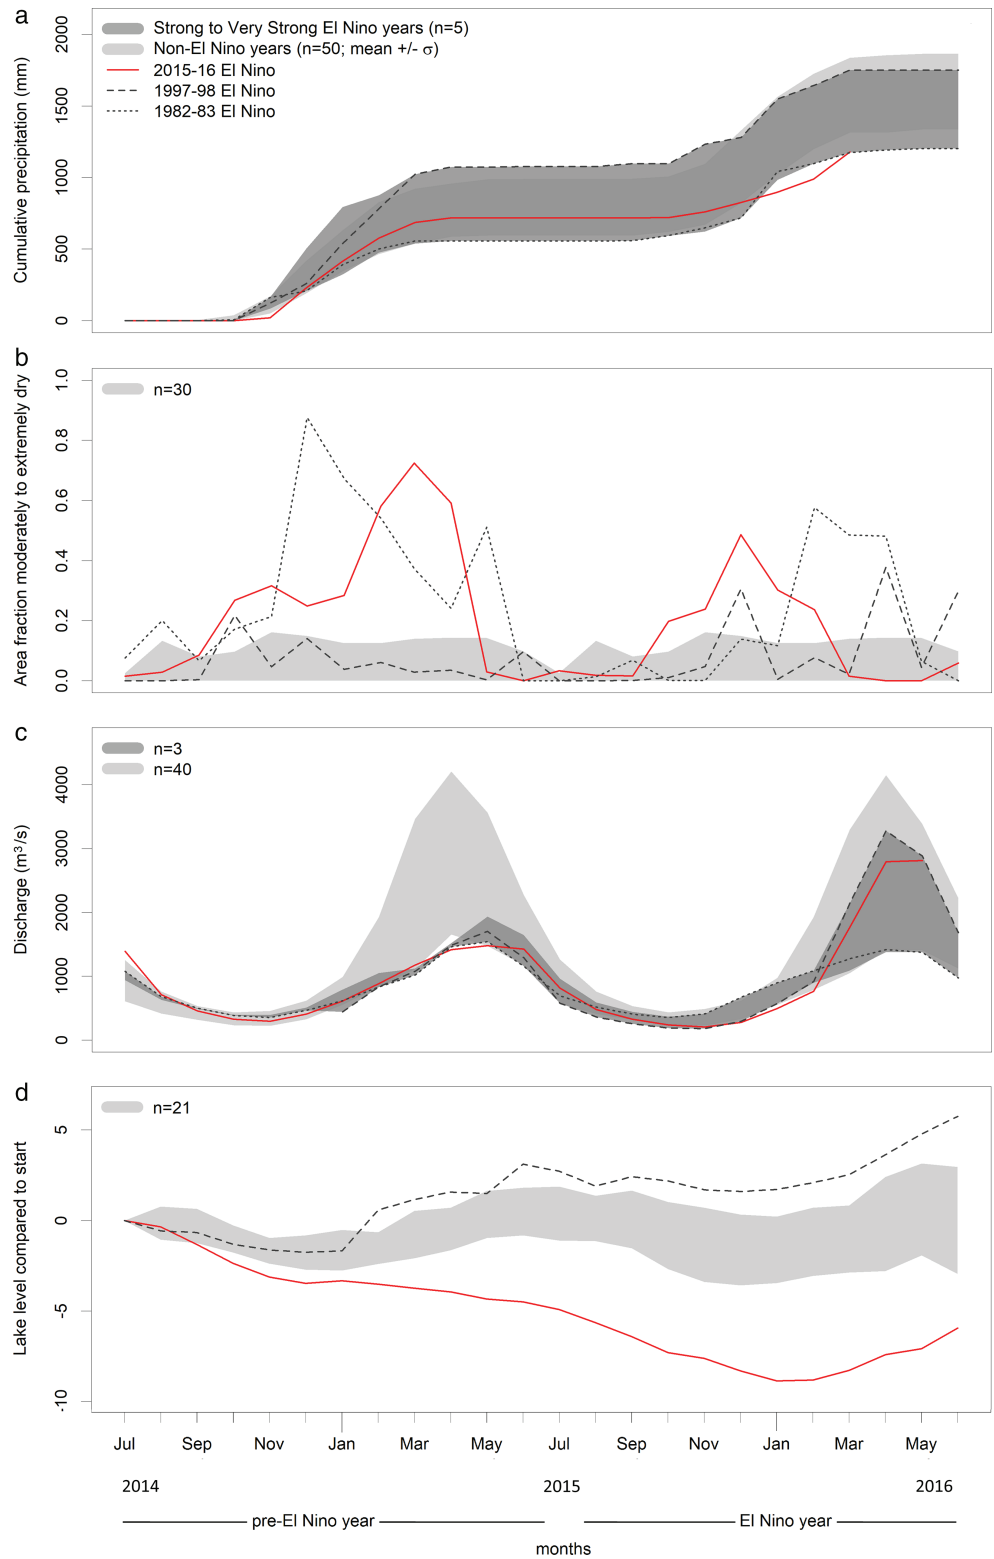 a
Cumulative precipitation (mm)
2000
1500
1000
500
0
Strong to Very Strong El Nino years (n=5)
Non-El Nino years (n=50; mean +/- σ)
2015-16 El Nino
1997-98 El Nino
1982-83 El Nino
b
Area fraction moderately to extremely dry
1.0
0.8
0.6
0.4
0.2
0.0
n=30
c
Discharge (m³/s)
4000
3000
2000
1000
0
n=3
n=40
d
Lake level compared to start
5
0
-5
-10
n=21
Jul Sep Nov Jan Mar May Jul Sep Nov Jan Mar May
2014 2015 2016
pre-El Nino year El Nino year
months